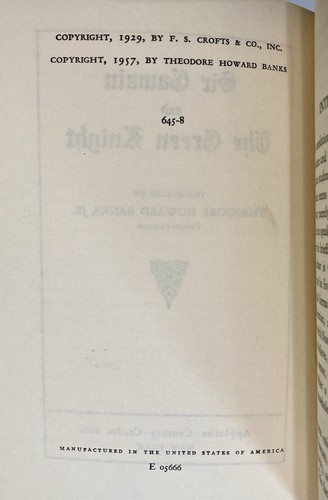 COPYRIGHT, 1929, BY F. S. CROFTS & CO., INC.
COPYRIGHT, 1957, BY THEODORE HOWARD BANKS
645-8
MANUFACTURED IN THE UNITED STATES OF AMERICA
E 05666